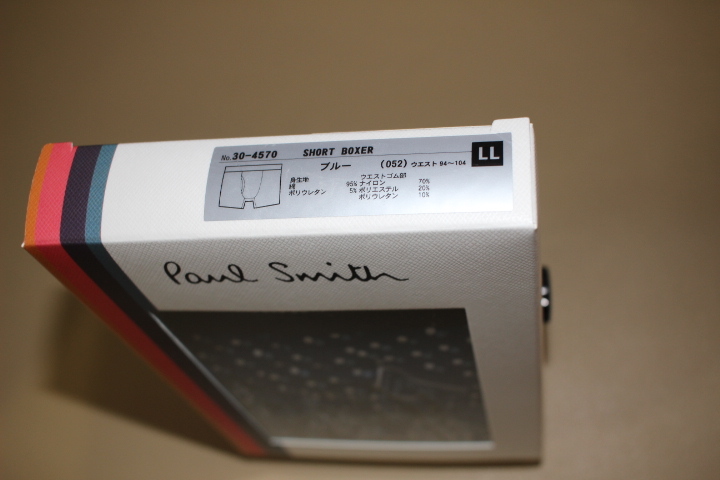 No.30-4570 SHORT BOXER
ブルー (052) ウエスト 94〜104 LL
身生地 ウエストゴム部
綿 95% ナイロン 70%
ポリウレタン 5% ポリエステル 20%
ポリウレタン 10%
Paul Smith